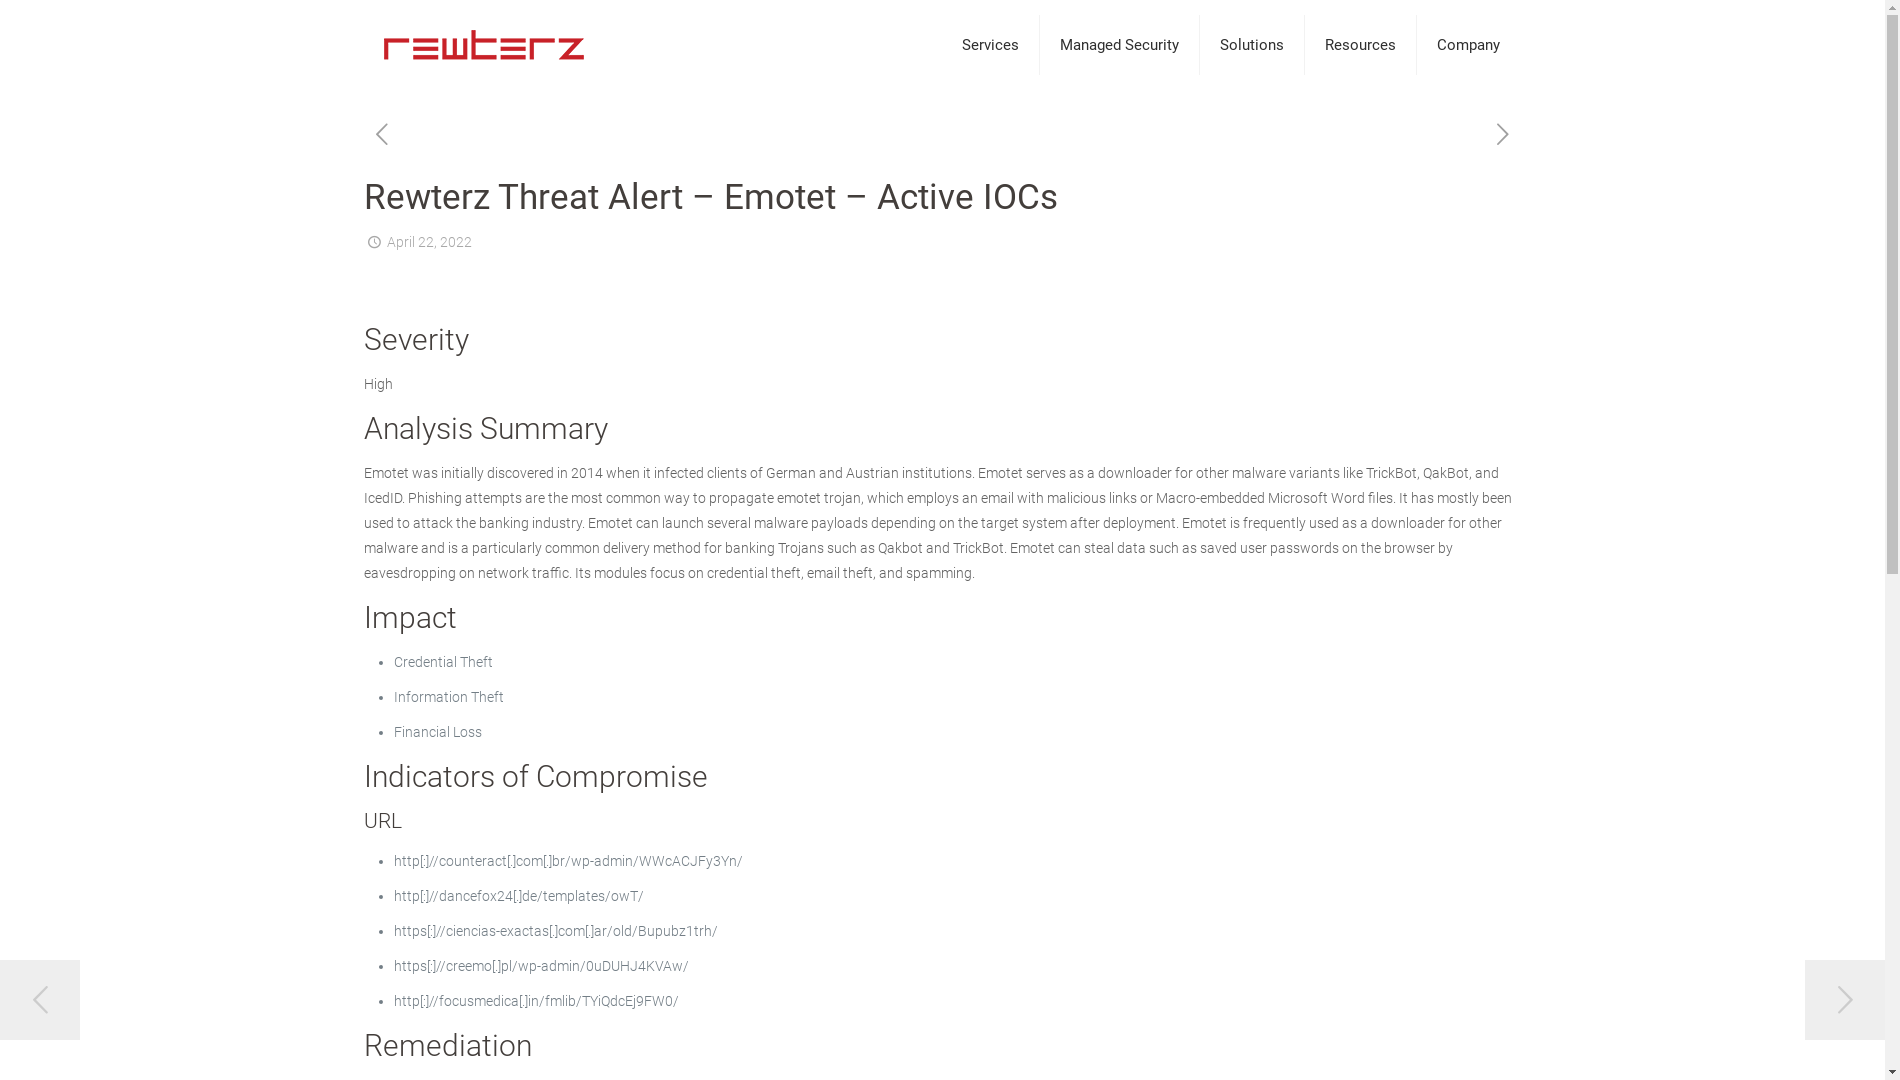 rewterz
Services
Managed Security
Solutions
Resources
Company
Rewterz Threat Alert – Emotet – Active IOCs
April 22, 2022
Severity
High
Analysis Summary
Emotet was initially discovered in 2014 when it infected clients of German and Austrian institutions. Emotet serves as a downloader for other malware variants like TrickBot, QakBot, and
IcedID. Phishing attempts are the most common way to propagate emotet trojan, which employs an email with malicious links or Macro-embedded Microsoft Word files. It has mostly been
used to attack the banking industry. Emotet can launch several malware payloads depending on the target system after deployment. Emotet is frequently used as a downloader for other
malware and is a particularly common delivery method for banking Trojans such as Qakbot and TrickBot. Emotet can steal data such as saved user passwords on the browser by
eavesdropping on network traffic. Its modules focus on credential theft, email theft, and spamming.
Impact
• Credential Theft
• Information Theft
• Financial Loss
Indicators of Compromise
URL
• http[:]//counteract[.]com[.]br/wp-admin/WWcACJFy3Yn/
• http[:]//dancefox24[.]de/templates/owT/
• https[:]//ciencias-exactas[.]com[.]ar/old/Bupubz1trh/
• https[:]//creemo[.]pl/wp-admin/0uDUHJ4KVAw/
• http[:]//focusmedica[.]in/fmlib/TYiQdcEj9FW0/
Remediation